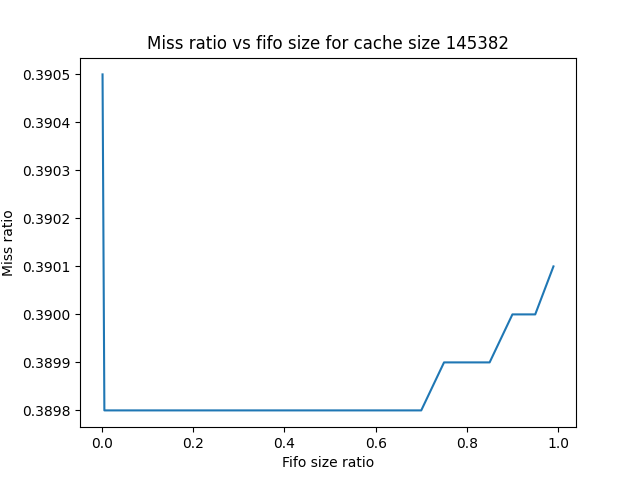 Miss ratio vs fifo size for cache size 145382
0.3905
0.3904
0.3903
0.3902
0.3901
0.3900
0.3899
0.3898
Miss ratio
0.0 0.2 0.4 0.6 0.8 1.0
Fifo size ratio